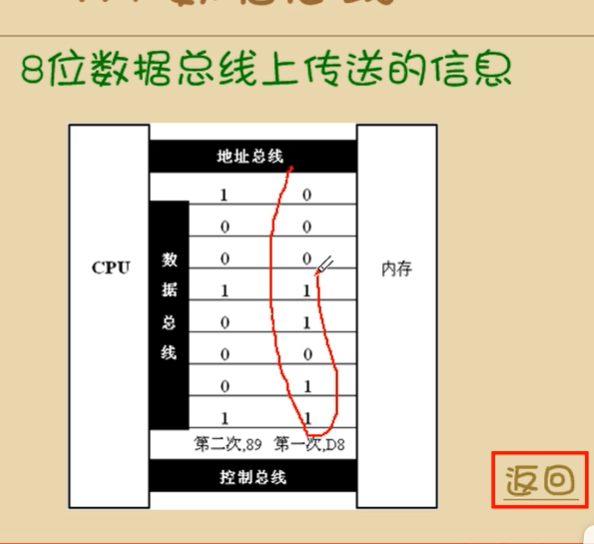 8位数据总线上传送的信息
地址总线
1 0
0 0
CPU 数 0 0 内存
据 1 1
总 0 1
线 0 0
0 1
1 1
第二次,89 第一次,D8
控制总线
返回